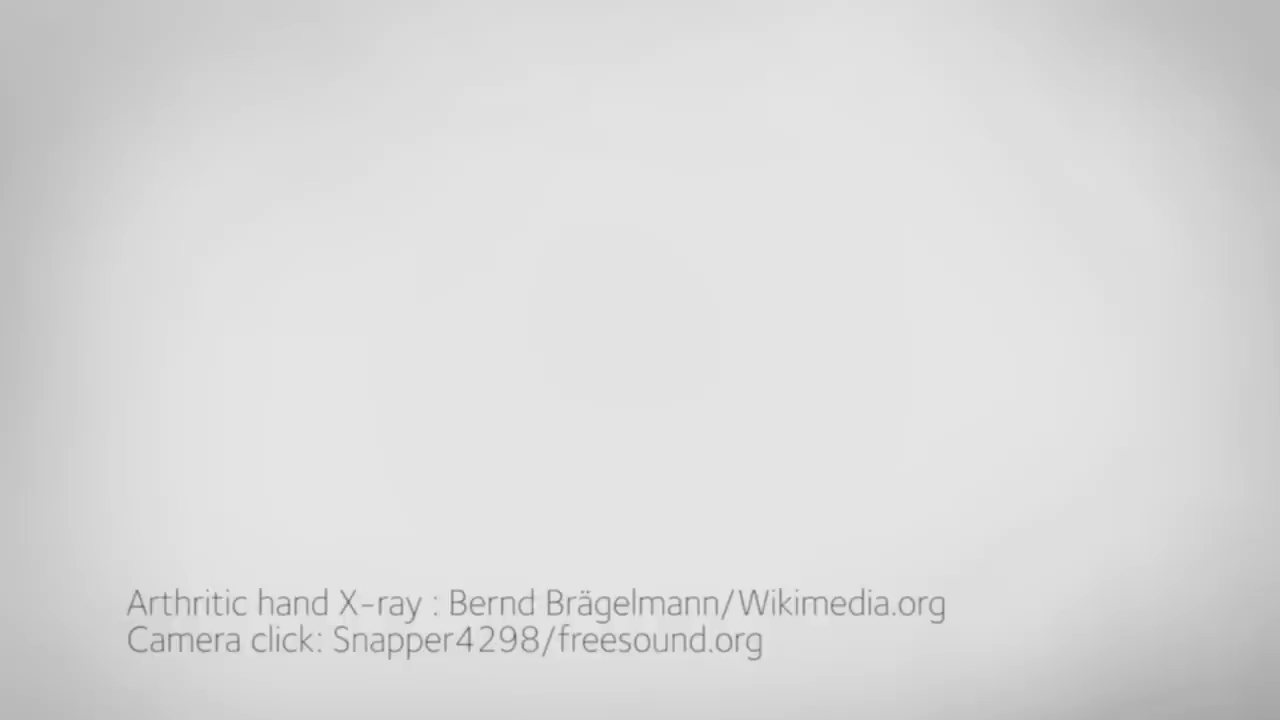 Arthritic hand X-ray : Bernd Brägelmann/Wikimedia.org
Camera click: Snapper4298/freesound.org